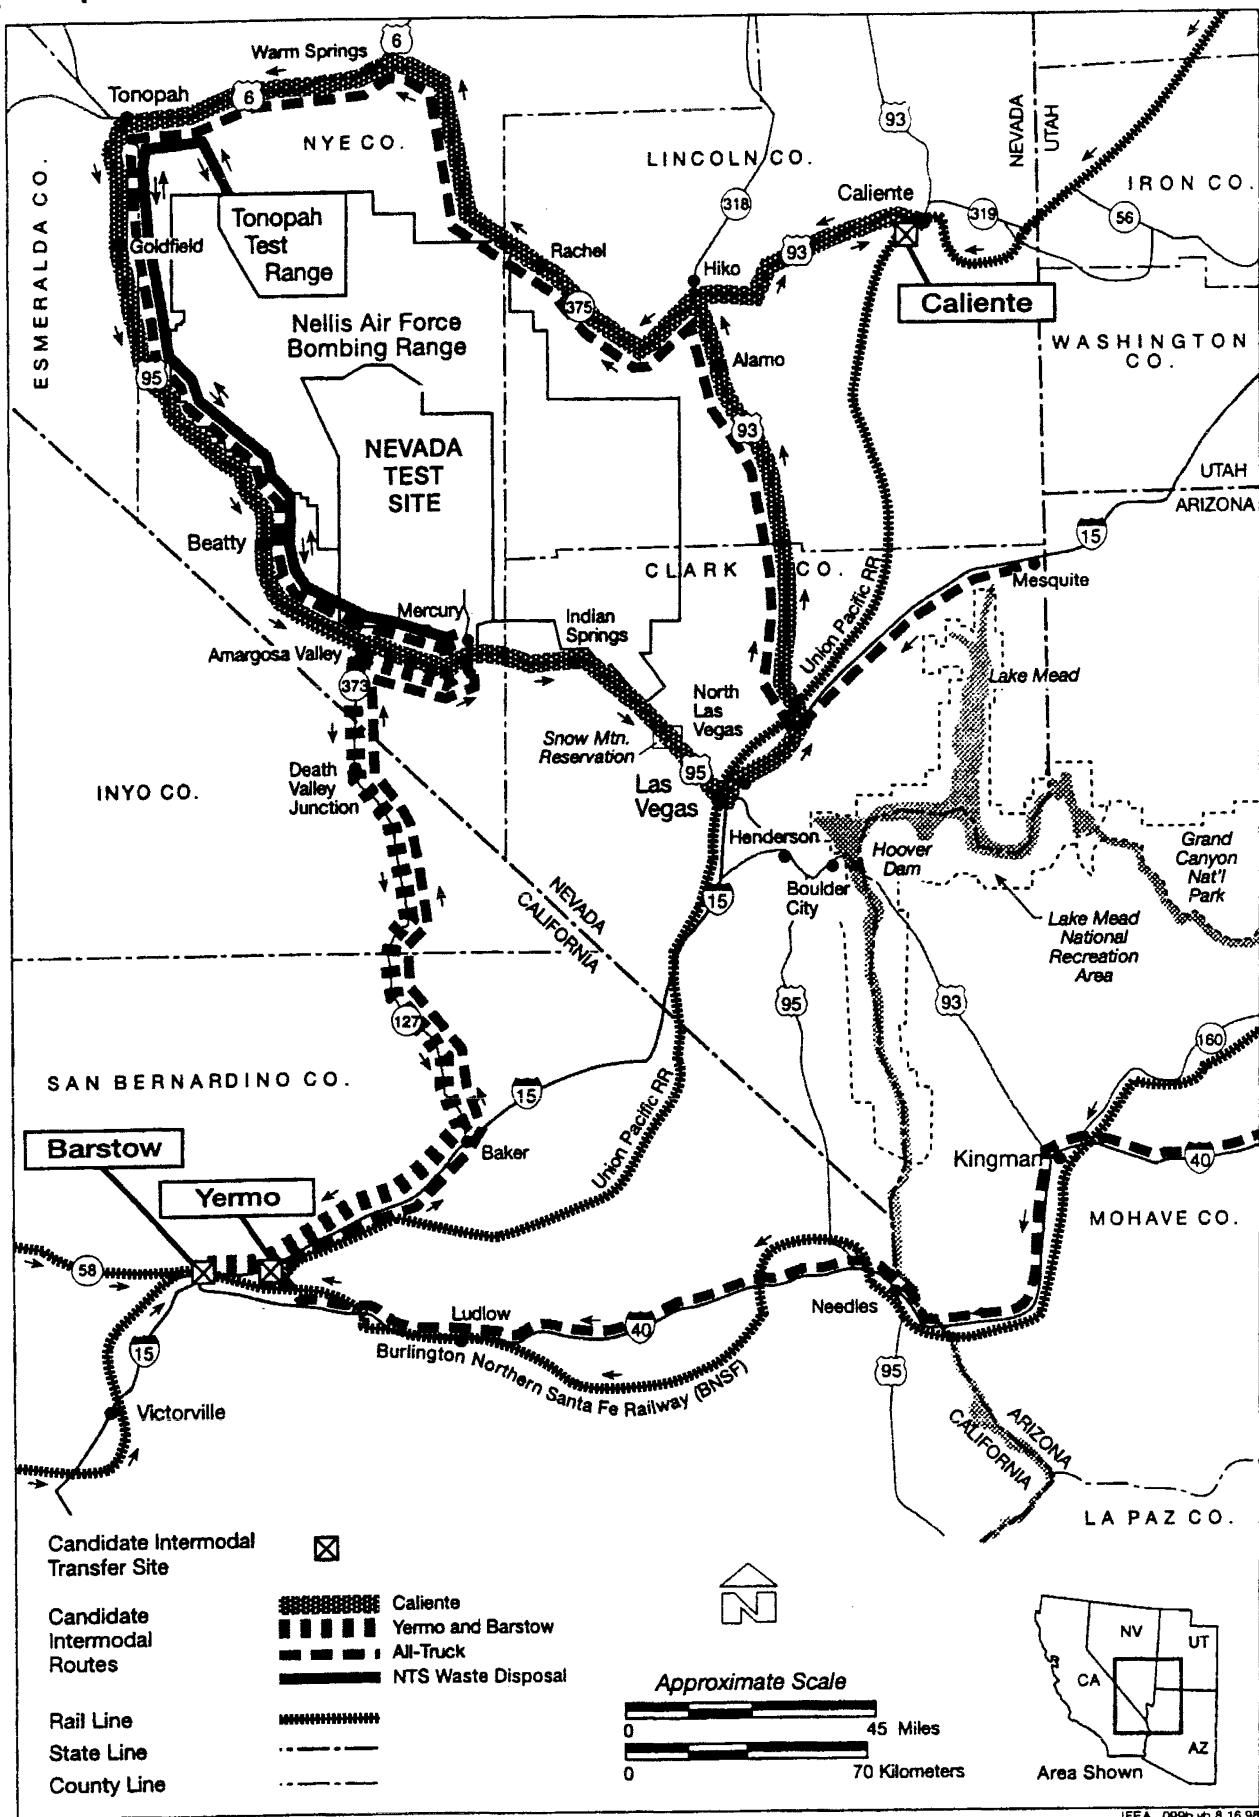 Warm Springs
6
Tonopah
6
NYE CO.
ESMERALDA CO.
Tonopah
Test
Range
Goldfield
Nellis Air Force
Bombing Range
95
NEVADA
TEST
SITE
Rachel
375
LINCOLN CO.
93
318
Hiko
93
Caliente
319
Caliente
Alamo
93
NEVADA
UTAH
IRON CO.
56
WASHINGTON
CO.
UTAH
ARIZONA
15
Mesquite
CLARK CO.
Union Pacific RR
Beatty
Mercury
Indian
Springs
Amargosa Valley
373
North
Las
Vegas
Snow Mtn.
Reservation
95
Las
Vegas
Lake Mead
Death
Valley
Junction
INYO CO.
Henderson
Boulder
City
Hoover
Dam
Grand
Canyon
Nat'l
Park
Lake Mead
National
Recreation
Area
15
NEVADA
CALIFORNIA
95
93
127
160
SAN BERNARDINO CO.
15
Union Pacific RR
Baker
Barstow
Yermo
Kingman
40
MOHAVE CO.
58
Ludlow
40
Needles
Burlington Northern Santa Fe Railway (BNSF)
15
Victorville
95
ARIZONA
CALIFORNIA
LA PAZ CO.
Candidate Intermodal
Transfer Site
Candidate
Intermodal
Routes
Caliente
Yermo and Barstow
All-Truck
NTS Waste Disposal
Rail Line
State Line
County Line
N
Approximate Scale
0 45 Miles
0 70 Kilometers
NV
UT
CA
AZ
Area Shown